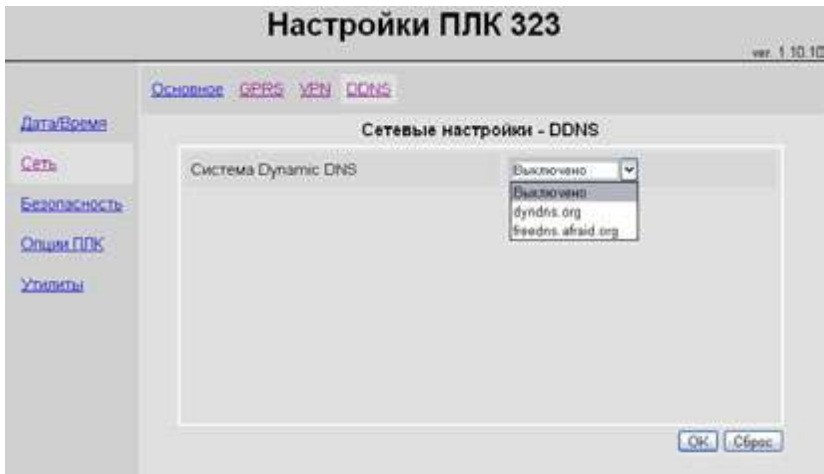 Настройки ПЛК 323
ver. 1.10.10
Основное GPRS VPN DDNS
Дата/Время
Сеть
Безопасность
Опции ПЛК
Утилиты
Сетевые настройки - DDNS
Система Dynamic DNS
Выключено
Выключено
dyndns.org
freedns.afraid.org
OK Сброс